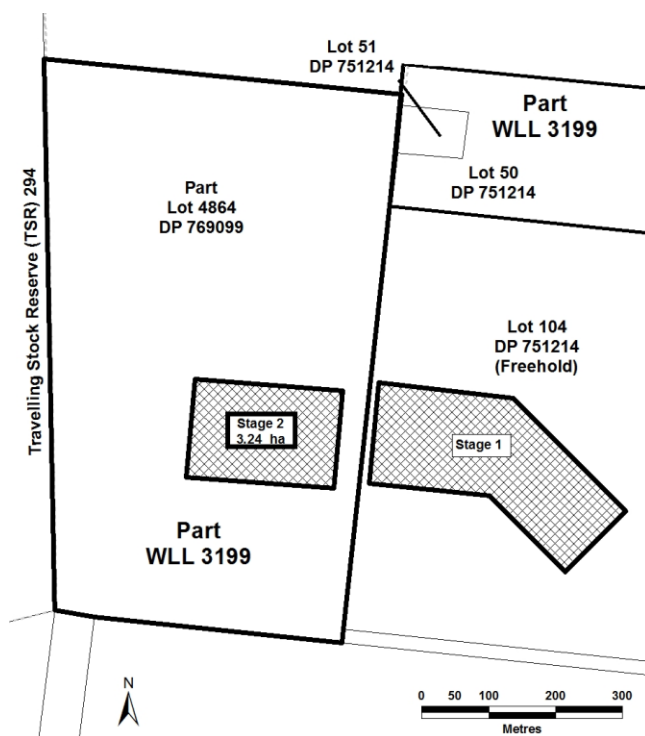 Lot 51
DP 751214
Part
WLL 3199
Lot 50
DP 751214
Part
Lot 4864
DP 769099
Travelling Stock Reserve (TSR) 294
Lot 104
DP 751214
(Freehold)
Stage 2
3.24 ha
Stage 1
Part
WLL 3199
N
0 50 100 200 300
Metres